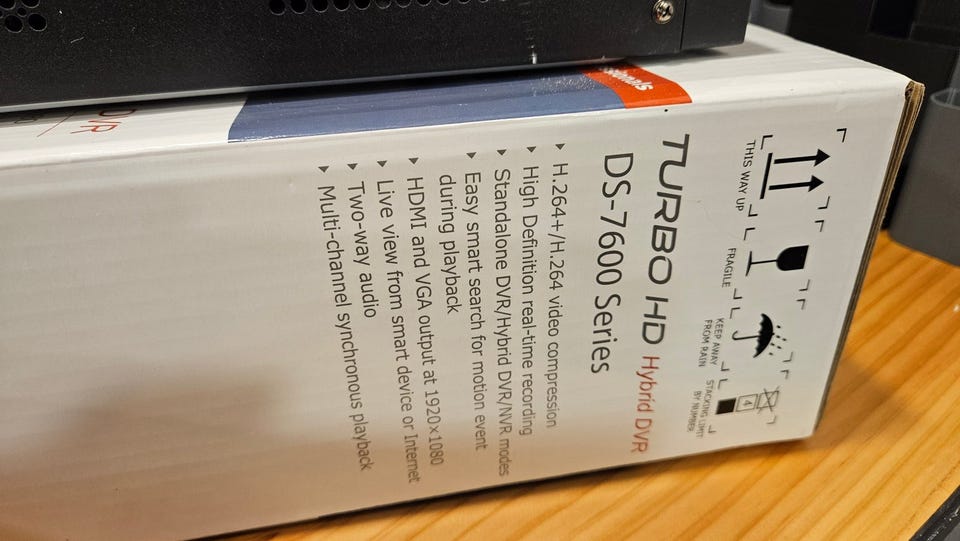 THIS WAY UP
FRAGILE
KEEP AWAY
FROM RAIN
4
STACKING LIMIT
BY NUMBER
TURBO HD Hybrid DVR
DS-7600 Series
▸ H.264+/H.264 video compression
▸ High Definition real-time recording
▸ Standalone DVR/Hybrid DVR/NVR modes
▸ Easy smart search for motion event
during playback
▸ HDMI and VGA output at 1920×1080
▸ Live view from smart device or Internet
▸ Two-way audio
▸ Multi-channel synchronous playback